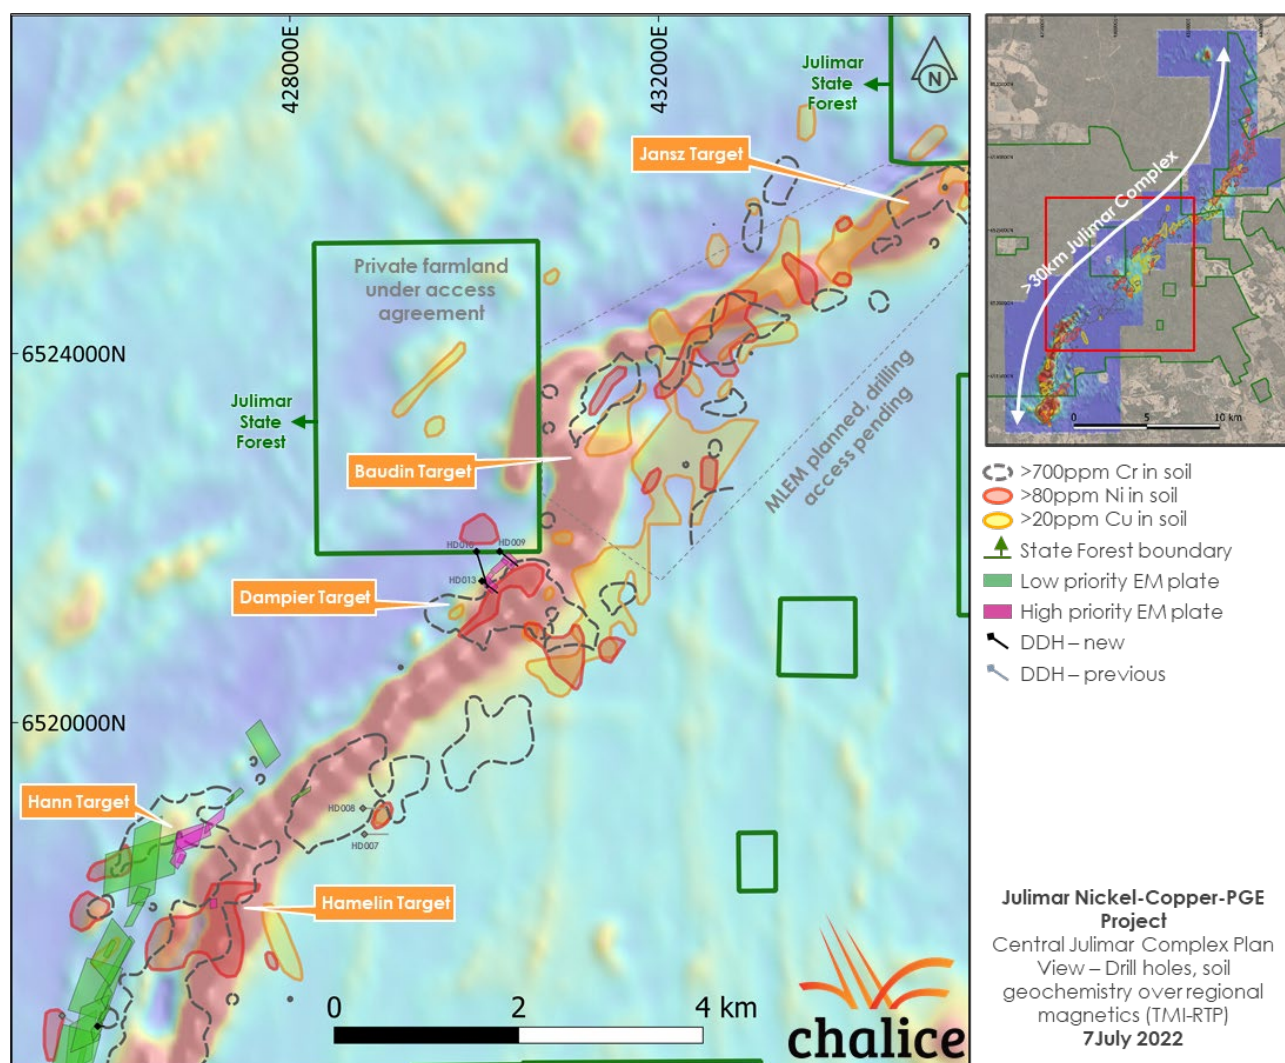 428000E
432000E
Julimar
State
Forest
N
Jansz Target
Private farmland
under access
agreement
6524000N
Julimar
State
Forest
Baudin Target
MLEM planned, drilling
access pending
HD009
HD013
Dampier Target
6520000N
Hann Target
HD008
HD007
Hamelin Target
0 2 4 km
chalice
>30km Julimar Complex
0 5 10 km
>700ppm Cr in soil
>80ppm Ni in soil
>20ppm Cu in soil
State Forest boundary
Low priority EM plate
High priority EM plate
DDH – new
DDH – previous
Julimar Nickel-Copper-PGE
Project
Central Julimar Complex Plan
View – Drill holes, soil
geochemistry over regional
magnetics (TMI-RTP)
7July 2022